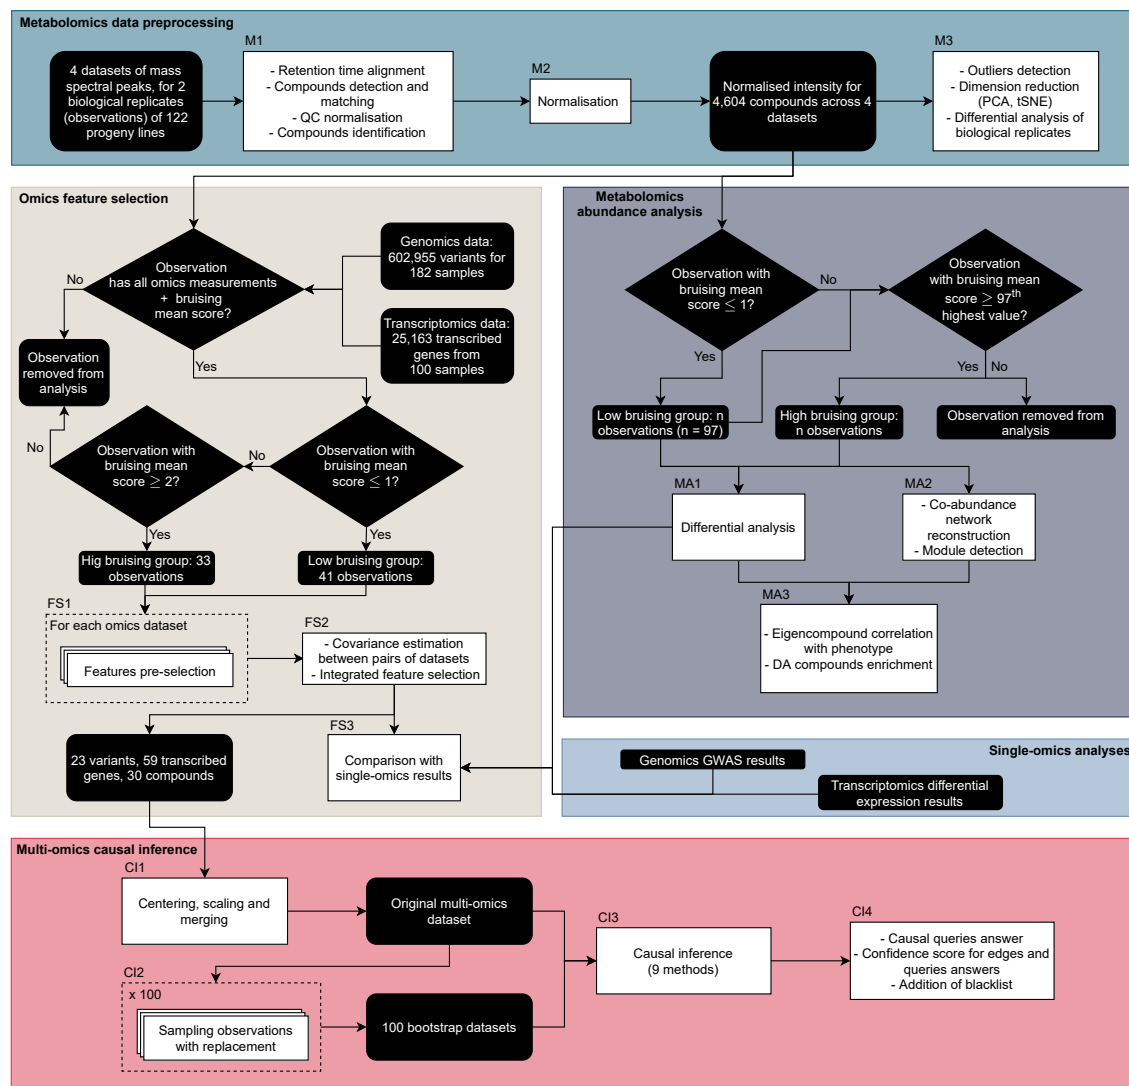 Metabolomics data preprocessing
4 datasets of mass
spectral peaks, for 2
biological replicates
(observations) of 122
progeny lines
M1
- Retention time alignment
- Compounds detection and
matching
- QC normalisation
- Compounds identification
M2
Normalisation
Normalised intensity for
4,604 compounds across 4
datasets
M3
- Outliers detection
- Dimension reduction
(PCA, tSNE)
- Differential analysis of
biological replicates
Omics feature selection
Observation
has all omics measurements
+ bruising
mean score?
Genomics data:
602,955 variants for
182 samples
Transcriptomics data:
25,163 transcribed
genes from
100 samples
No
Yes
Observation
removed from
analysis
Observation with
bruising mean
score ≥ 2?
No
No
Observation with
bruising mean
score ≤ 1?
Yes
Yes
Hig bruising group: 33
observations
Low bruising group:
41 observations
FS1
For each omics dataset
Features pre-selection
FS2
- Covariance estimation
between pairs of datasets
- Integrated feature selection
23 variants, 59 transcribed
genes, 30 compounds
FS3
Comparison with
single-omics results
Metabolomics
abundance analysis
Observation with
bruising mean
score ≤ 1?
No
Yes
Observation
with bruising mean
score ≥ 97th
highest value?
Yes
No
Low bruising group: n
observations (n = 97)
High bruising group:
n observations
Observation removed from
analysis
MA1
Differential analysis
MA2
- Co-abundance
network
reconstruction
- Module detection
MA3
- Eigencompound correlation
with phenotype
- DA compounds enrichment
Single-omics analyses
Genomics GWAS results
Transcriptomics differential
expression results
Multi-omics causal inference
CI1
Centering, scaling and
merging
Original multi-omics
dataset
CI2
x 100
Sampling observations
with replacement
100 bootstrap datasets
CI3
Causal inference
(9 methods)
CI4
- Causal queries answer
- Confidence score for edges and
queries answers
- Addition of blacklist